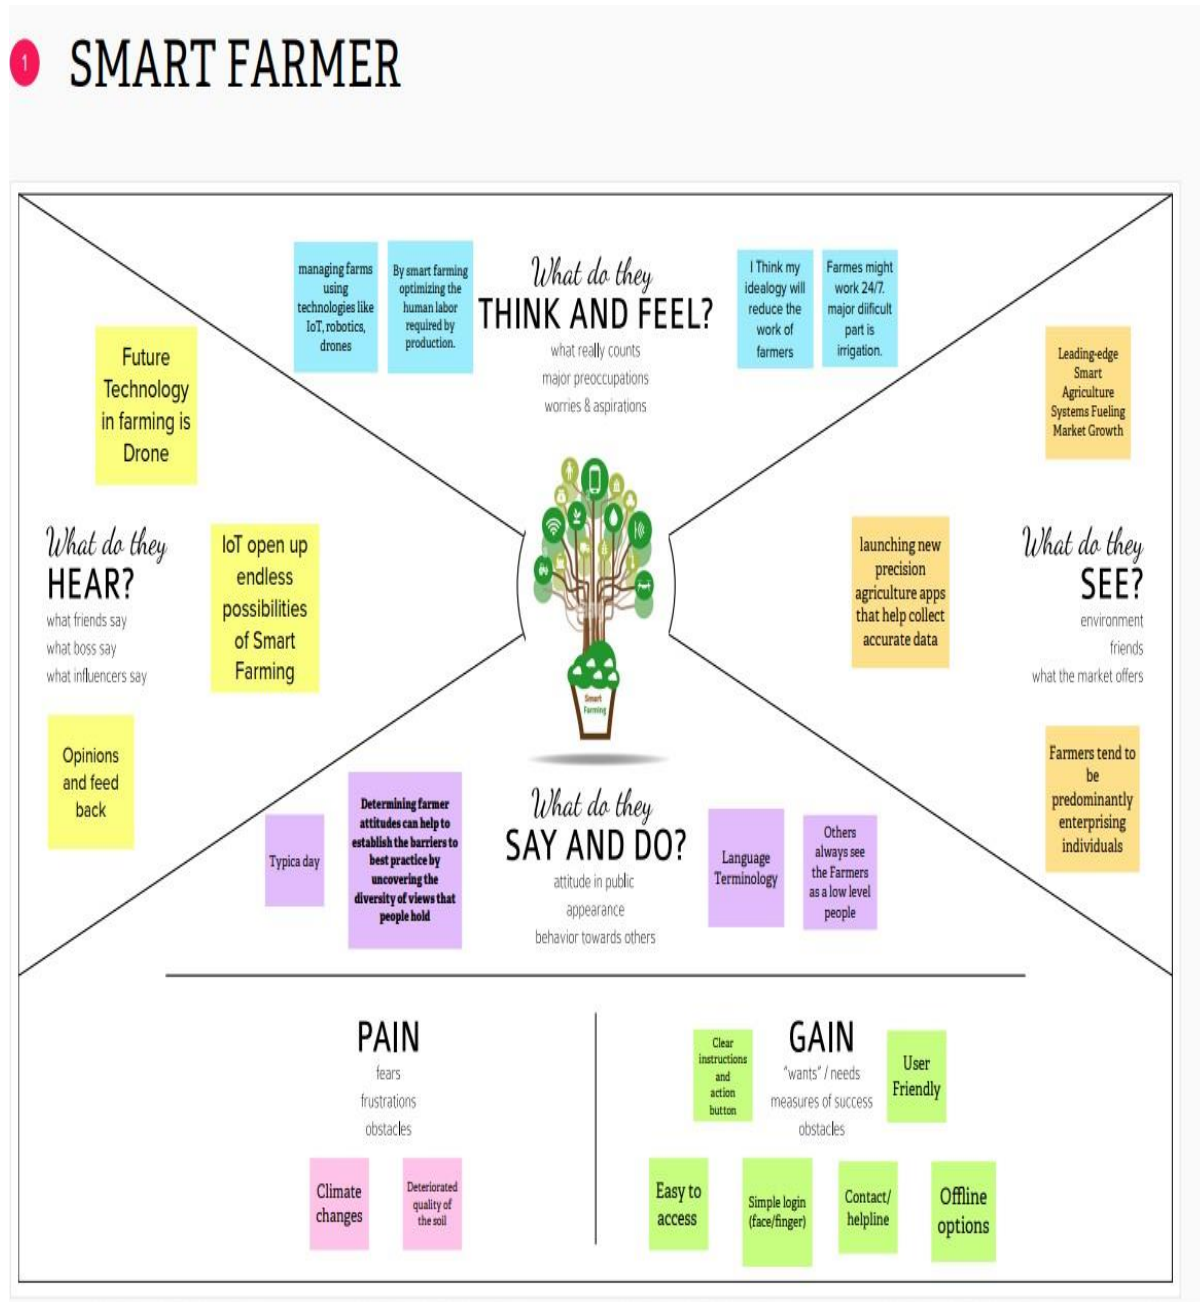 1
SMART FARMER
managing farms
using
technologies like
IoT, robotics,
drones
By smart farming
optimizing the
human labor
required by
production.
What do they
THINK AND FEEL?
what really counts
major preoccupations
worries & aspirations
I Think my
idealogy will
reduce the
work of
farmers
Farmes might
work 24/7.
major diifficult
part is
irrigation.
Future
Technology
in farming is
Drone
What do they
HEAR?
what friends say
what boss say
what influencers say
IoT open up
endless
possibilities
of Smart
Farming
Opinions
and feed
back
Smart
Farming
Leading-edge
Smart
Agriculture
Systems Fueling
Market Growth
launching new
precision
agriculture apps
that help collect
accurate data
What do they
SEE?
environment
friends
what the market offers
Farmers tend to
be
predominantly
enterprising
individuals
Typica day
Determining farmer
attitudes can help to
establish the barriers to
best practice by
uncovering the
diversity of views that
people hold
What do they
SAY AND DO?
attitude in public
appearance
behavior towards others
Language
Terminology
Others
always see
the Farmers
as a low level
people
PAIN
fears
frustrations
obstacles
Climate
changes
Deteriorated
quality of
the soil
Clear
instructions
and
action
button
GAIN
"wants" / needs
measures of success
obstacles
User
Friendly
Easy to
access
Simple login
(face/finger)
Contact/
helpline
Offline
options